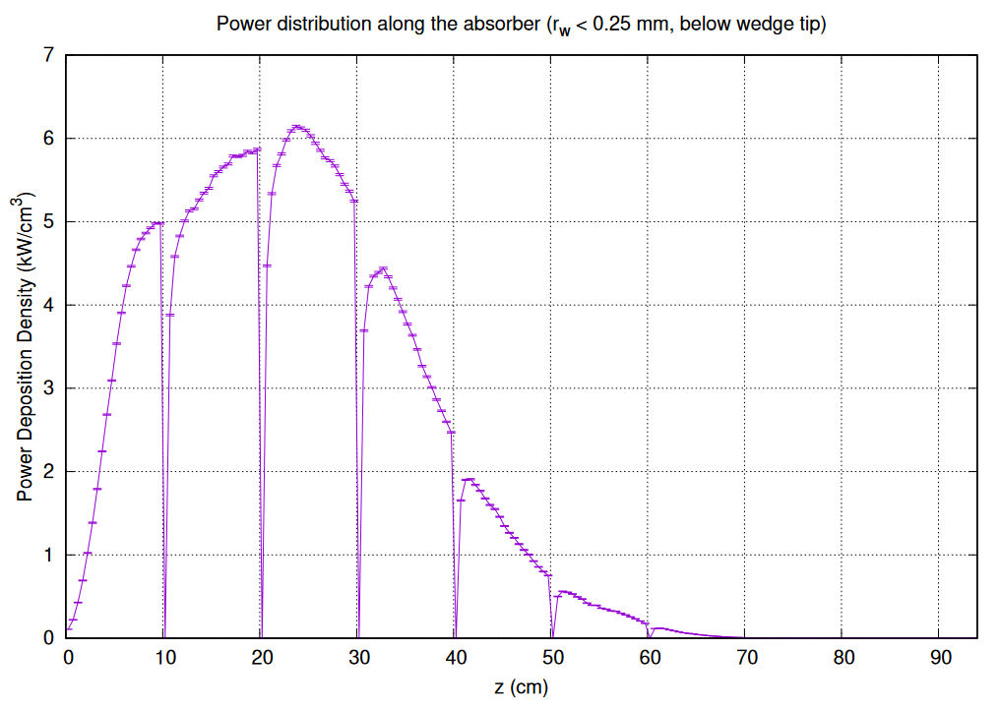 Power distribution along the absorber (rw < 0.25 mm, below wedge tip)
7
6
5
4
3
2
1
0
Power Deposition Density (kW/cm3)
0 10 20 30 40 50 60 70 80 90
z (cm)